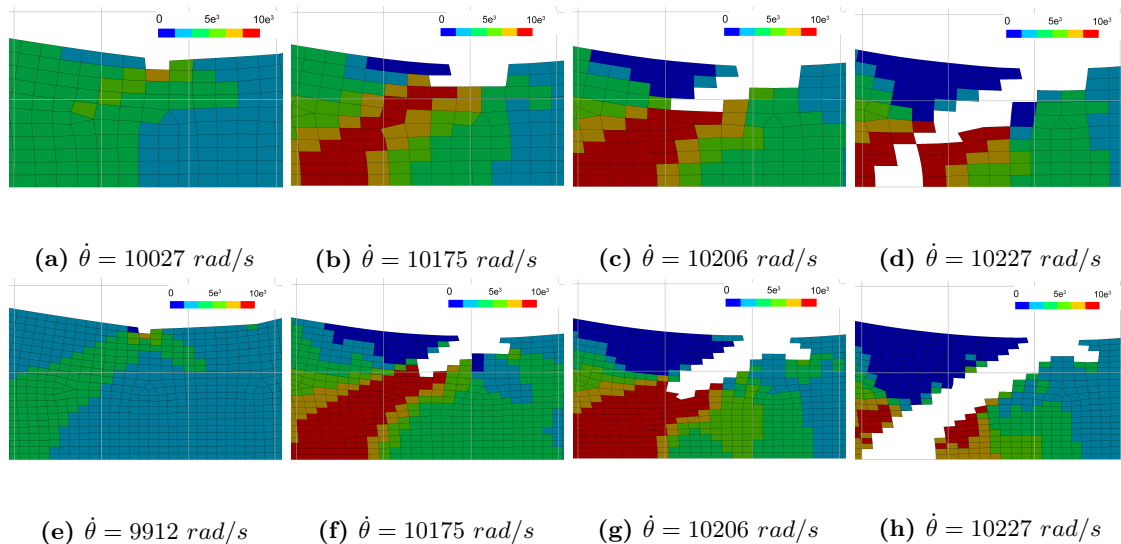 0 5e³ 10e³ 0 5e³ 10e³ 0 5e³ 10e³ 0 5e³ 10e³
(a) θ̇ = 10027 rad/s (b) θ̇ = 10175 rad/s (c) θ̇ = 10206 rad/s (d) θ̇ = 10227 rad/s
0 5e³ 10e³ 0 5e³ 10e³ 0 5e³ 10e³ 0 5e³ 10e³
(e) θ̇ = 9912 rad/s (f) θ̇ = 10175 rad/s (g) θ̇ = 10206 rad/s (h) θ̇ = 10227 rad/s